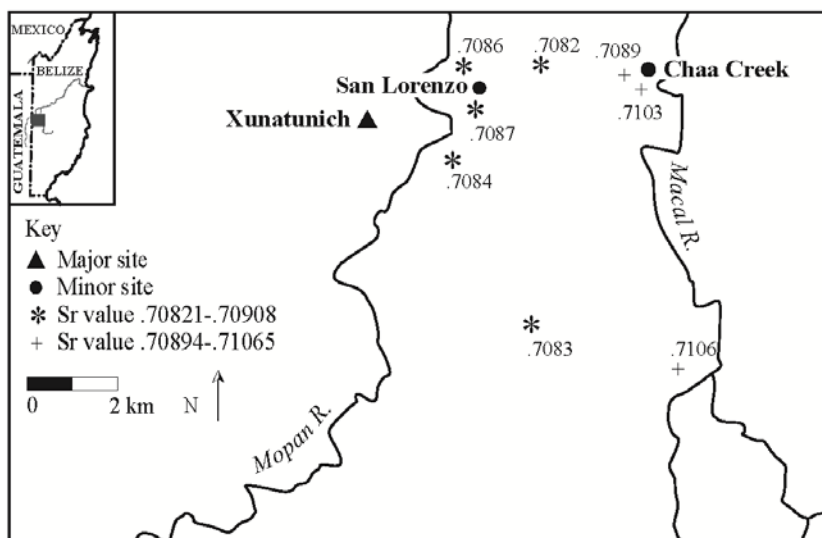 MEXICO
BELIZE
GUATEMALA
.7086
.7082
.7089
Chaa Creek
San Lorenzo
.7103
Xunatunich
.7087
.7084
Macal R.
Key
Major site
Minor site
Sr value .70821-.70908
Sr value .70894-.71065
.7083
.7106
0 2 km
N
Mopan R.